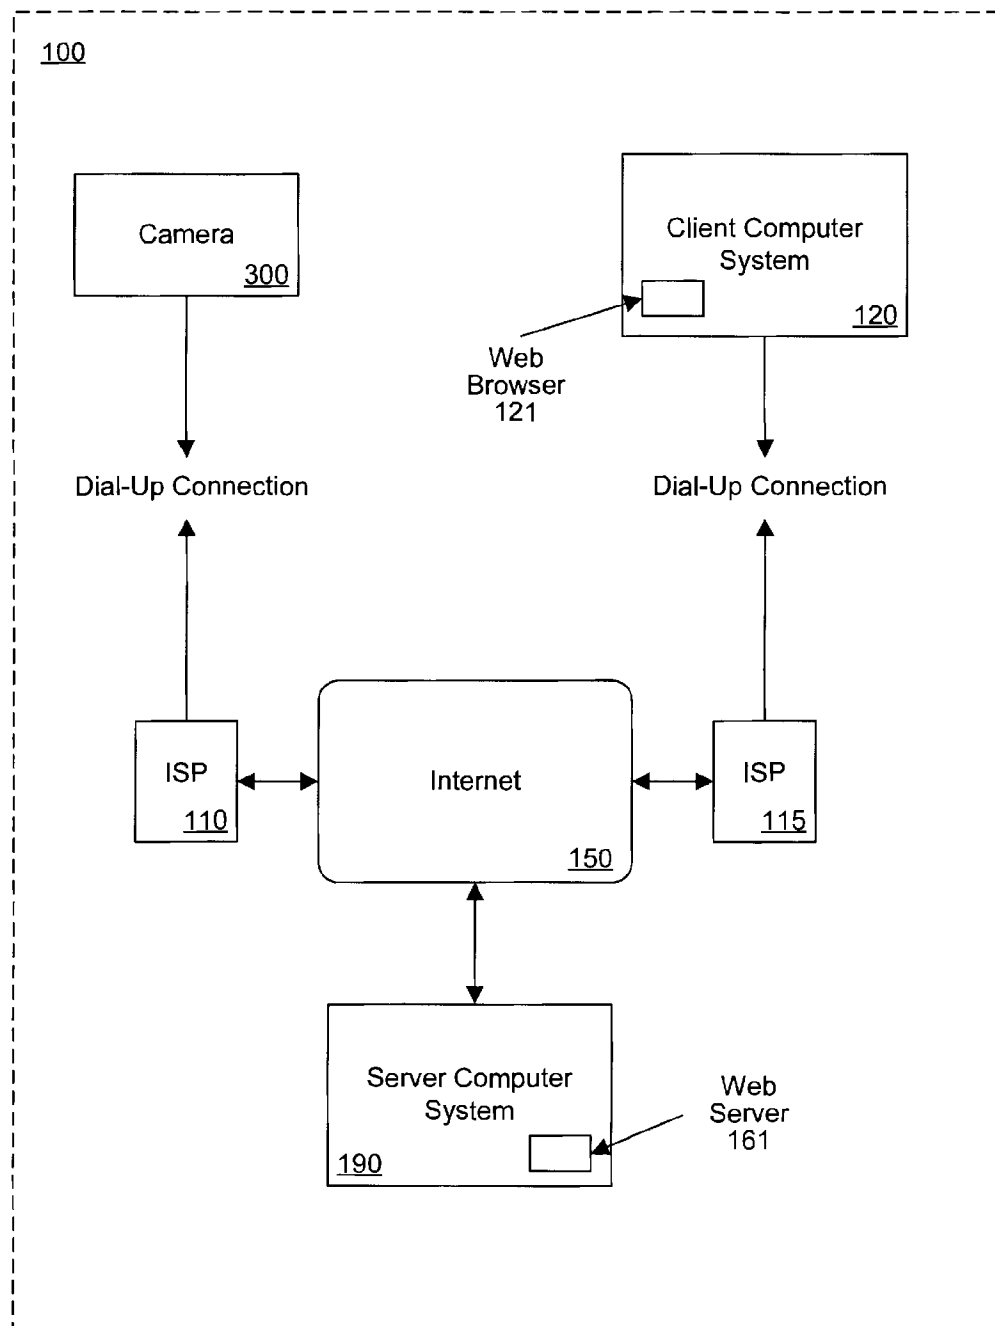 100
Camera
300
Client Computer
System
120
Web
Browser
121
Dial-Up Connection
Dial-Up Connection
ISP
110
Internet
150
ISP
115
Server Computer
System
190
Web
Server
161